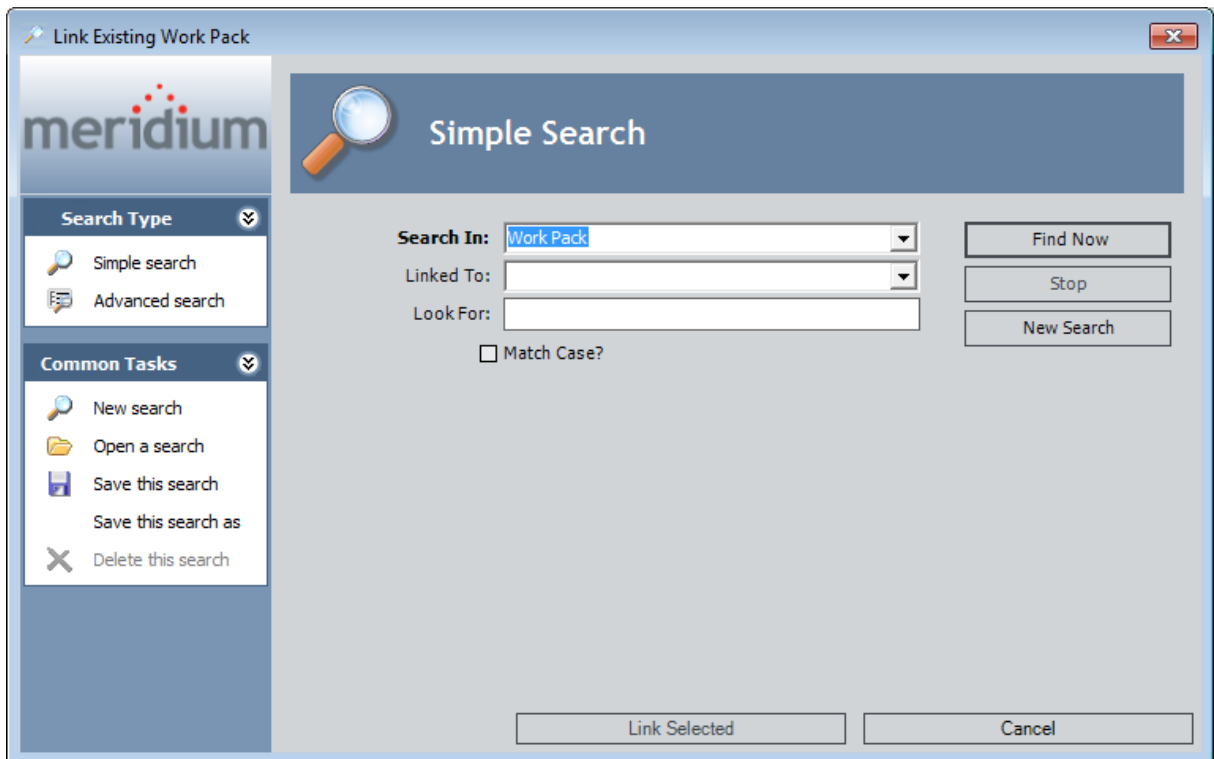 Link Existing Work Pack
meridium
Simple Search
Search Type
Simple search
Advanced search
Common Tasks
New search
Open a search
Save this search
Save this search as
Delete this search
Search In: Work Pack
Linked To:
Look For:
Match Case?
Find Now
Stop
New Search
Link Selected
Cancel